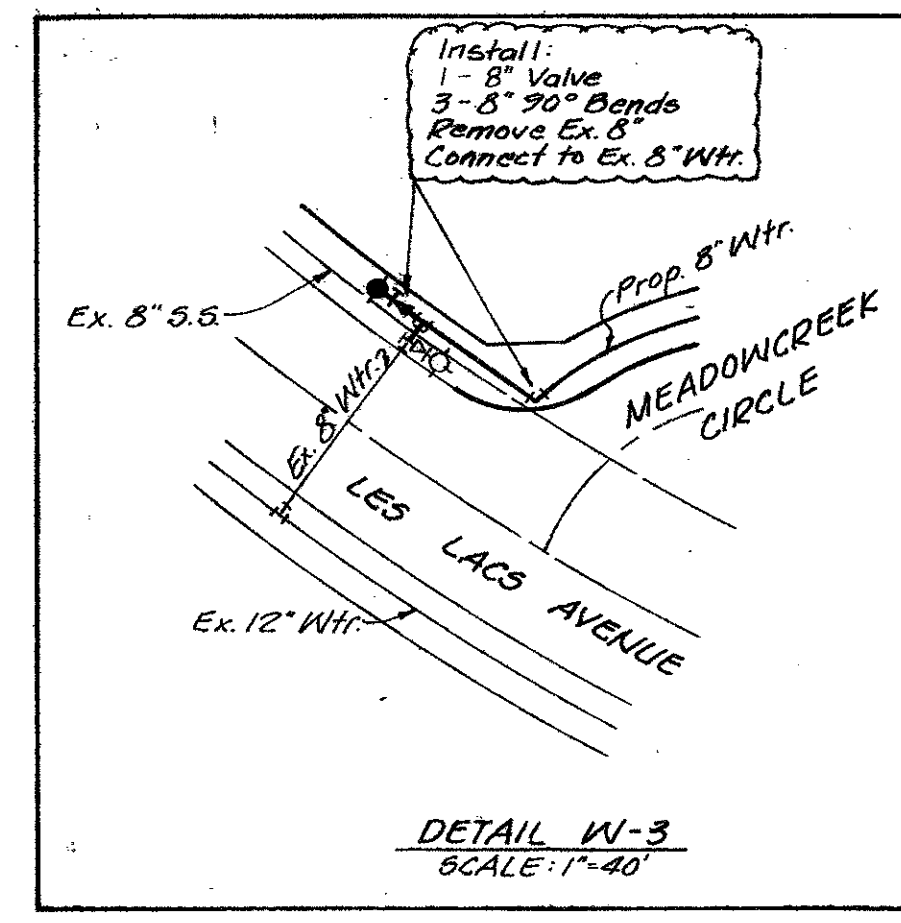 Install:
1 - 8" Valve
3 - 8" 90° Bends
Remove Ex. 8"
Connect to Ex. 8" Wtr.
Prop. 8" Wtr.
Ex. 8" S.S.
MEADOWCREEK
CIRCLE
Ex. 8" Wtr.
LES LACS AVENUE
Ex. 12" Wtr.
DETAIL W-3
SCALE: 1"=40'